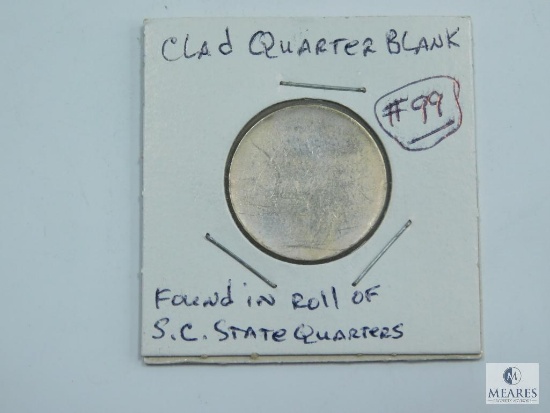 CLAd QUARTER BLANK
#99
FOUNd IN ROLL OF
S.C. STATE QUARTERS
M
MEARES